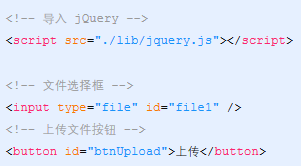 <!-- 导入 jQuery -->
<script src="./lib/jquery.js"></script>
<!-- 文件选择框 -->
<input type="file" id="file1" />
<!-- 上传文件按钮 -->
<button id="btnUpload">上传</button>